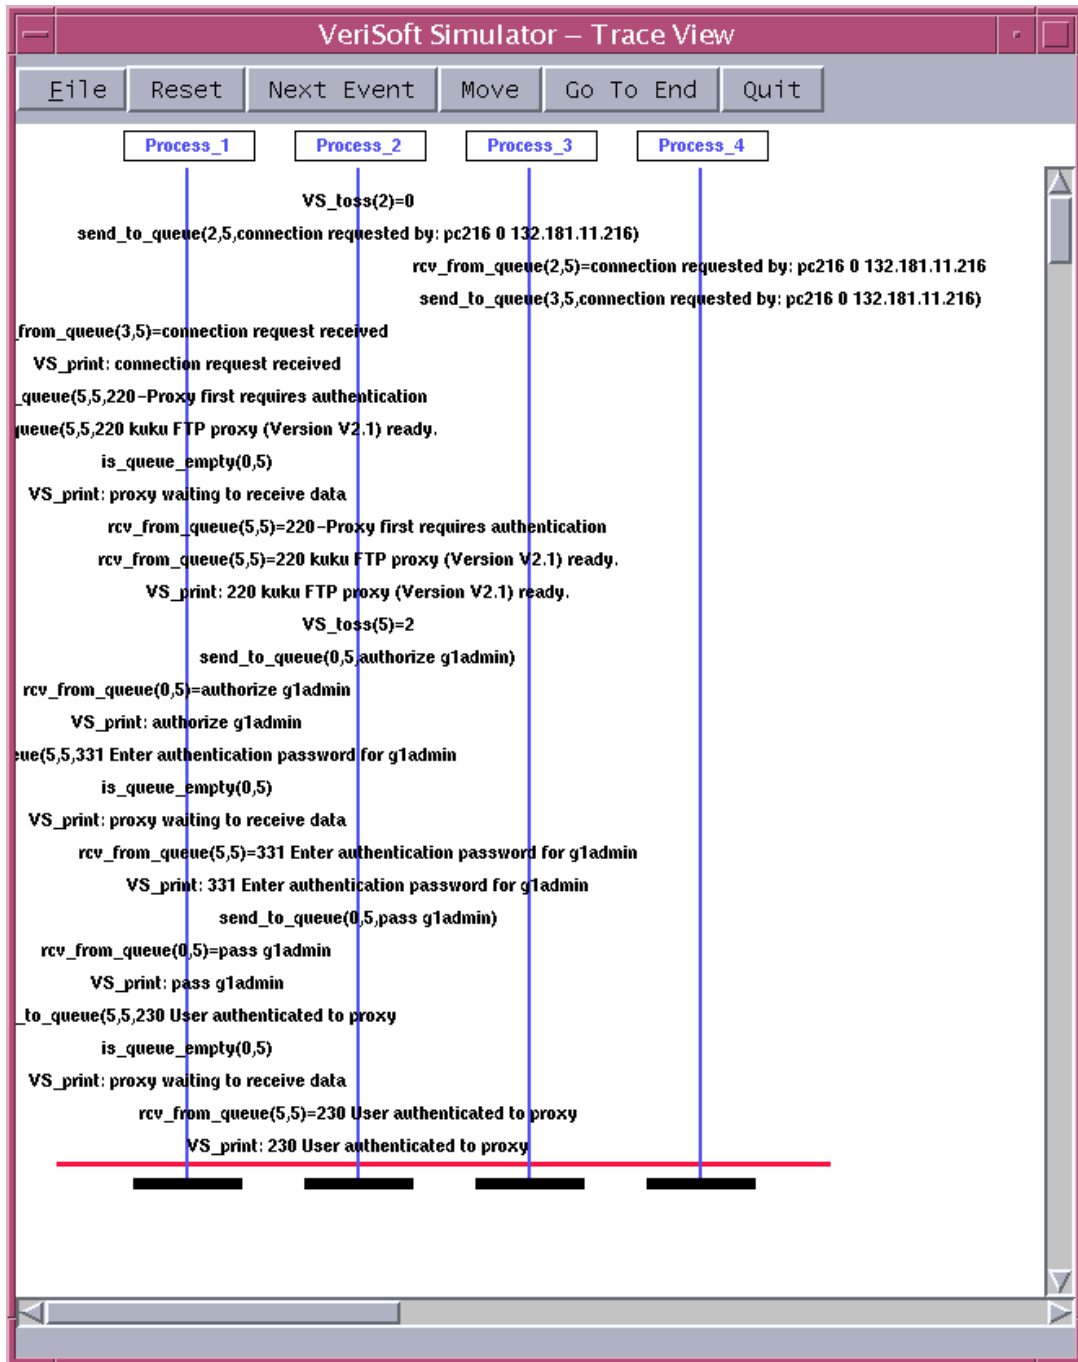 VeriSoft Simulator – Trace View
File Reset Next Event Move Go To End Quit
Process_1 Process_2 Process_3 Process_4
VS_toss(2)=0
send_to_queue(2,5,connection requested by: pc216 0 132.181.11.216)
rcv_from_queue(2,5)=connection requested by: pc216 0 132.181.11.216
send_to_queue(3,5,connection requested by: pc216 0 132.181.11.216)
_from_queue(3,5)=connection request received
VS_print: connection request received
_queue(5,5,220-Proxy first requires authentication
queue(5,5,220 kuku FTP proxy (Version V2.1) ready.
is_queue_empty(0,5)
VS_print: proxy waiting to receive data
rcv_from_queue(5,5)=220-Proxy first requires authentication
rcv_from_queue(5,5)=220 kuku FTP proxy (Version V2.1) ready.
VS_print: 220 kuku FTP proxy (Version V2.1) ready.
VS_toss(5)=2
send_to_queue(0,5,authorize g1admin)
rcv_from_queue(0,5)=authorize g1admin
VS_print: authorize g1admin
eue(5,5,331 Enter authentication password for g1admin
is_queue_empty(0,5)
VS_print: proxy waiting to receive data
rcv_from_queue(5,5)=331 Enter authentication password for g1admin
VS_print: 331 Enter authentication password for g1admin
send_to_queue(0,5,pass g1admin)
rcv_from_queue(0,5)=pass g1admin
VS_print: pass g1admin
_to_queue(5,5,230 User authenticated to proxy
is_queue_empty(0,5)
VS_print: proxy waiting to receive data
rcv_from_queue(5,5)=230 User authenticated to proxy
VS_print: 230 User authenticated to proxy